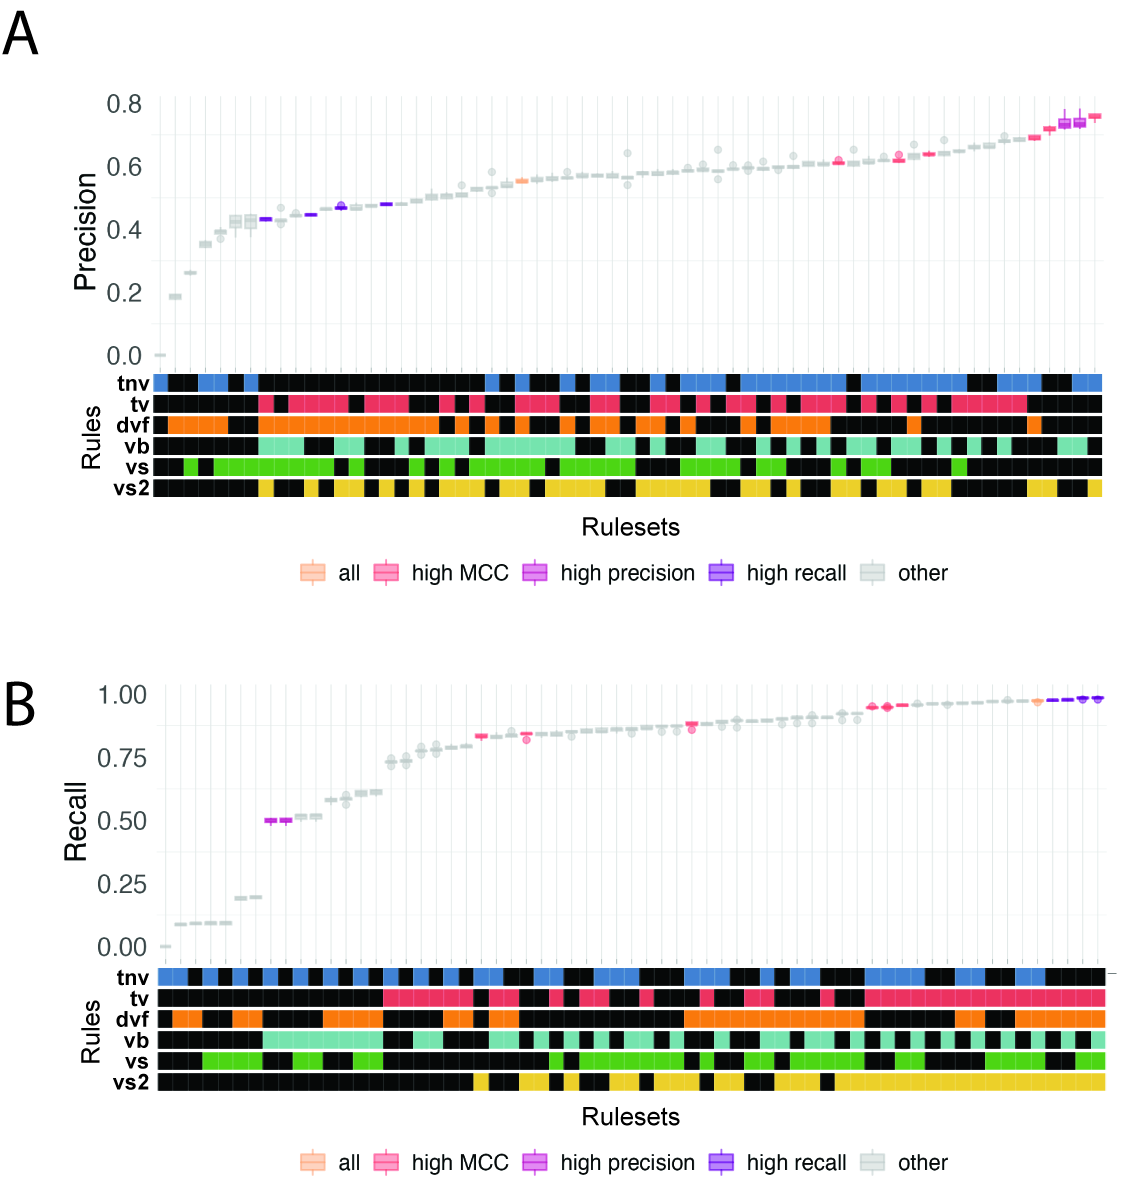 A
0.8
0.6
0.4
0.2
0.0
Precision
tnv
tv
dvf
vb
vs
vs2
Rules
Rulesets
all high MCC high precision high recall other
B
1.00
0.75
0.50
0.25
0.00
Recall
tnv
tv
dvf
vb
vs
vs2
Rules
Rulesets
all high MCC high precision high recall other